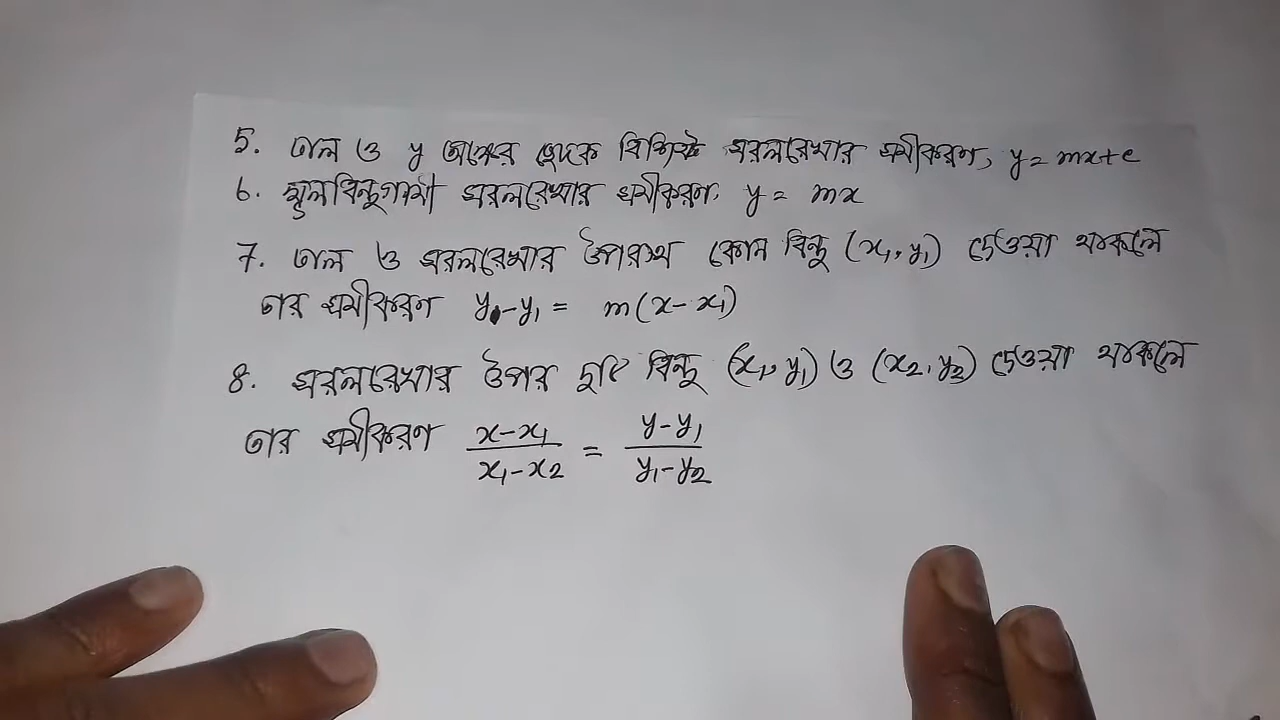 5. ঢাল ও y অক্ষের ছেদক বিশিষ্ট সরলরেখার সমীকরণ, y = mx+c
6. মূলবিন্দুগামী সরলরেখার সমীকরণ, y = mx
7. ঢাল ও সরলরেখার উপরস্থ কোন বিন্দু (x₁, y₁) দেওয়া থাকলে
তার সমীকরণ y-y₁ = m(x-x₁)
8. সরলরেখার উপর দুটি বিন্দু (x₁, y₁) ও (x₂, y₂) দেওয়া থাকলে
তার সমীকরণ (x-x₁)/(x₁-x₂) = (y-y₁)/(y₁-y₂)